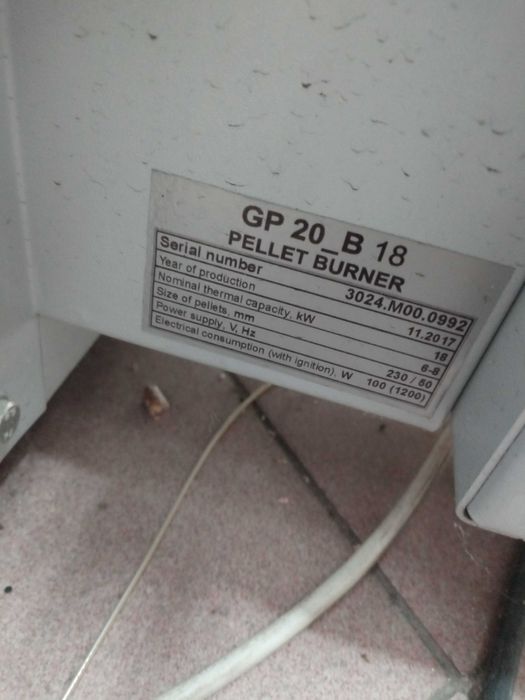 GP 20_B 18
PELLET BURNER
Serial number 3024.M00.0992
Year of production 11.2017
Nominal thermal capacity, kW 18
Size of pellets, mm 6-8
Power supply, V, Hz 230 / 50
Electrical consumption (with ignition), W 100 (1200)